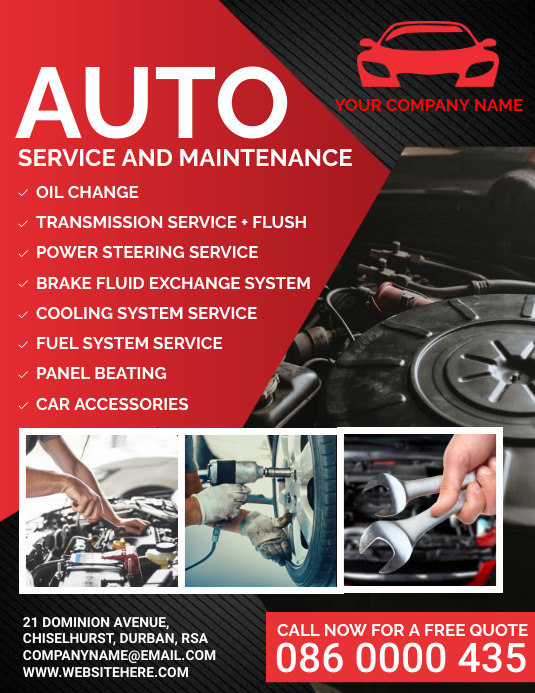 YOUR COMPANY NAME
AUTO
SERVICE AND MAINTENANCE
OIL CHANGE
TRANSMISSION SERVICE + FLUSH
POWER STEERING SERVICE
BRAKE FLUID EXCHANGE SYSTEM
COOLING SYSTEM SERVICE
FUEL SYSTEM SERVICE
PANEL BEATING
CAR ACCESSORIES
21 DOMINION AVENUE,
CHISELHURST, DURBAN, RSA
COMPANYNAME@EMAIL.COM
WWW.WEBSITEHERE.COM
CALL NOW FOR A FREE QUOTE
086 0000 435